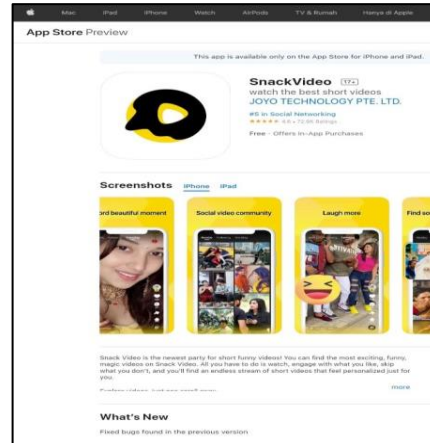 Mac iPad iPhone Watch AirPods TV & Rumah Hanya di Apple
App Store Preview
This app is available only on the App Store for iPhone and iPad.
SnackVideo 17+
watch the best short videos
JOYO TECHNOLOGY PTE. LTD.
#5 in Social Networking
Free · Offers In-App Purchases
Screenshots iPhone iPad
ord beautiful moment
Social video community
Laugh more
Find so
Snack Video is the newest party for short funny videos! You can find the most exciting, funny,
magic videos on Snack Video. All you have to do is watch, engage with what you like, skip
what you don't, and you'll find an endless stream of short videos that feel personalized just for
you.
more
What's New
Fixed bugs found in the previous version.